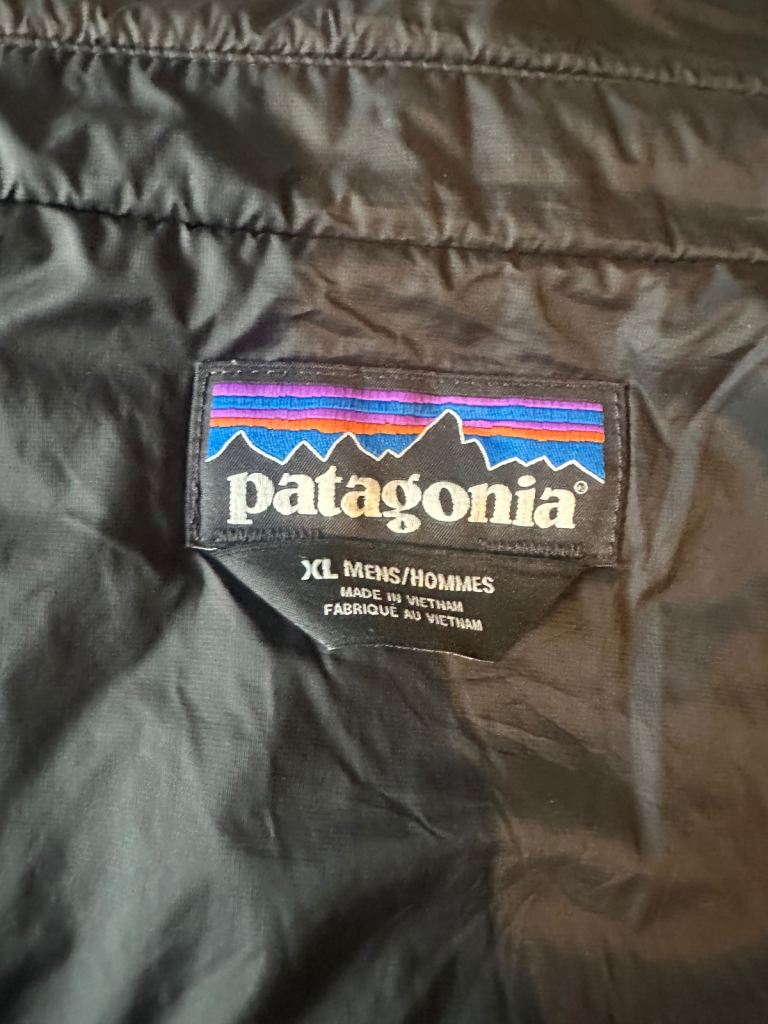 patagonia®
XL MENS/HOMMES
MADE IN VIETNAM
FABRIQUÉ AU VIETNAM